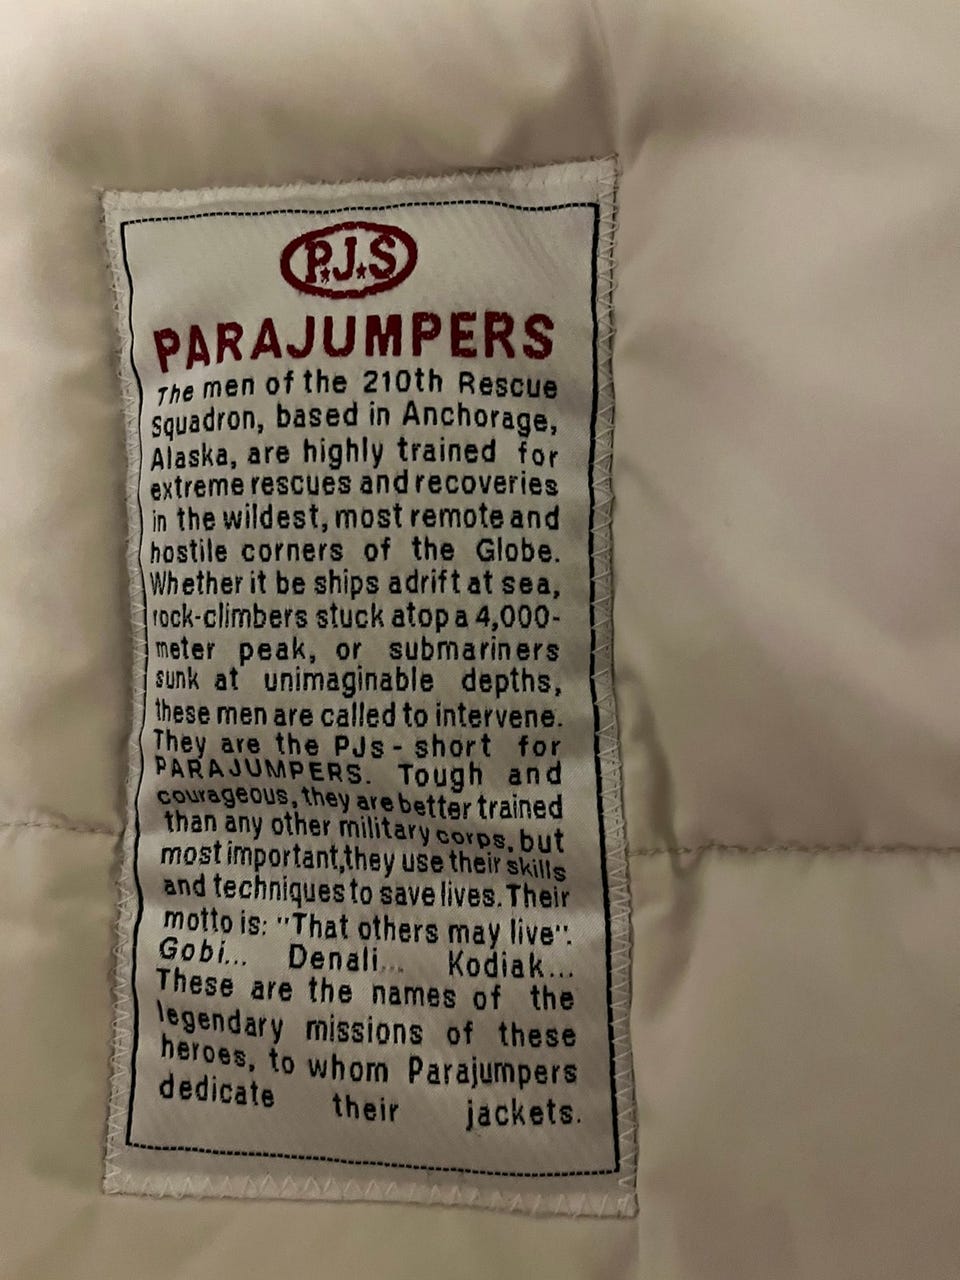 P.J.S
PARAJUMPERS
The men of the 210th Rescue
Squadron, based in Anchorage,
Alaska, are highly trained for
extreme rescues and recoveries
in the wildest, most remote and
hostile corners of the Globe.
Whether it be ships adrift at sea,
rock-climbers stuck atop a 4,000-
meter peak, or submariners
sunk at unimaginable depths,
these men are called to intervene.
They are the PJs - short for
PARAJUMPERS. Tough and
courageous, they are better trained
than any other military corps, but
most important,they use their skills
and techniques to save lives. Their
motto is: "That others may live".
Gobi... Denali... Kodiak...
These are the names of the
legendary missions of these
heroes, to whom Parajumpers
dedicate their jackets.